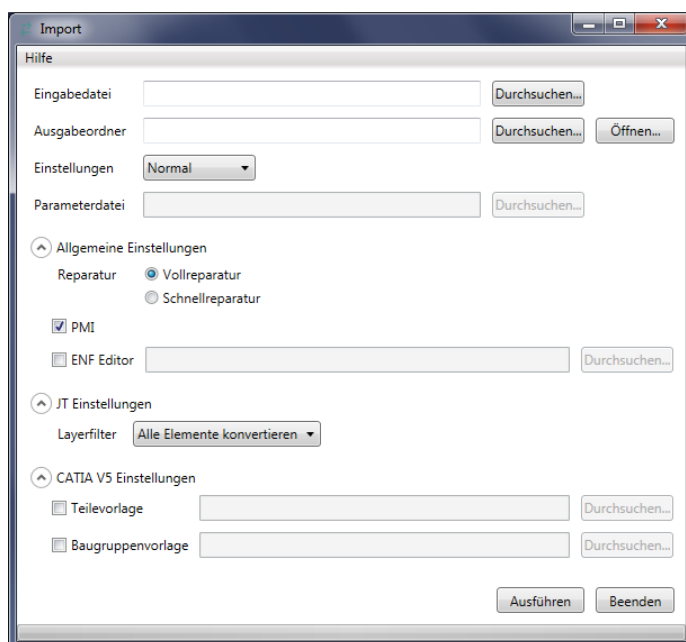 Import
Hilfe
Eingabedatei Durchsuchen...
Ausgabeordner Durchsuchen... Öffnen...
Einstellungen Normal
Parameterdatei Durchsuchen...
Allgemeine Einstellungen
Reparatur Vollreparatur
Schnellreparatur
PMI
ENF Editor Durchsuchen...
JT Einstellungen
Layerfilter Alle Elemente konvertieren
CATIA V5 Einstellungen
Teilevorlage Durchsuchen...
Baugruppenvorlage Durchsuchen...
Ausführen Beenden